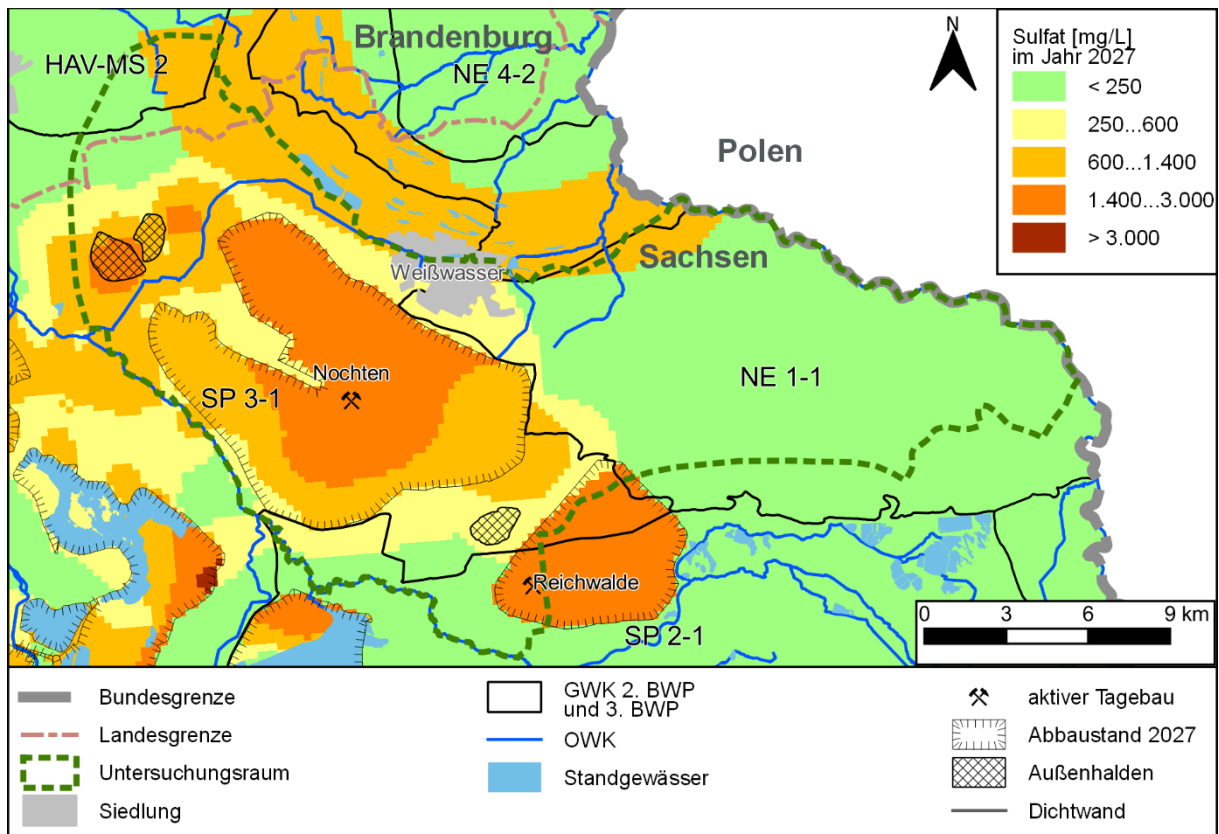 Brandenburg
HAV-MS 2
NE 4-2
N
Sulfat [mg/L]
im Jahr 2027
< 250
250...600
600...1.400
1.400...3.000
> 3.000
Polen
Sachsen
Weißwasser
NE 1-1
Nochten
SP 3-1
Reichwalde
SP 2-1
0 3 6 9 km
Bundesgrenze
Landesgrenze
Untersuchungsraum
Siedlung
GWK 2. BWP
und 3. BWP
OWK
Standgewässer
aktiver Tagebau
Abbaustand 2027
Außenhalden
Dichtwand